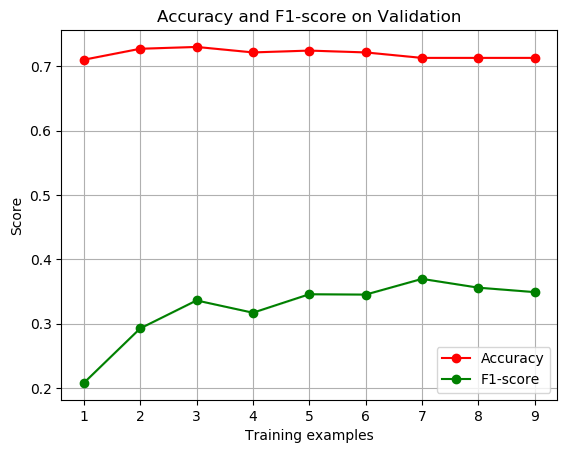 Accuracy and F1-score on Validation
Score
0.7
0.6
0.5
0.4
0.3
0.2
Accuracy
F1-score
1 2 3 4 5 6 7 8 9
Training examples